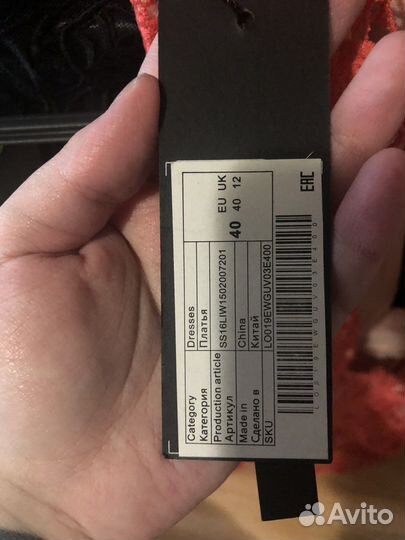 Category Dresses
Категория Платья
Production article SS16LIW1502007201
Артикул
Made in China
Сделано в Китай
SKU LO019EWGUV03E400
40 EU UK
40 12
EAC
LO019EWGUV03E400
Avito